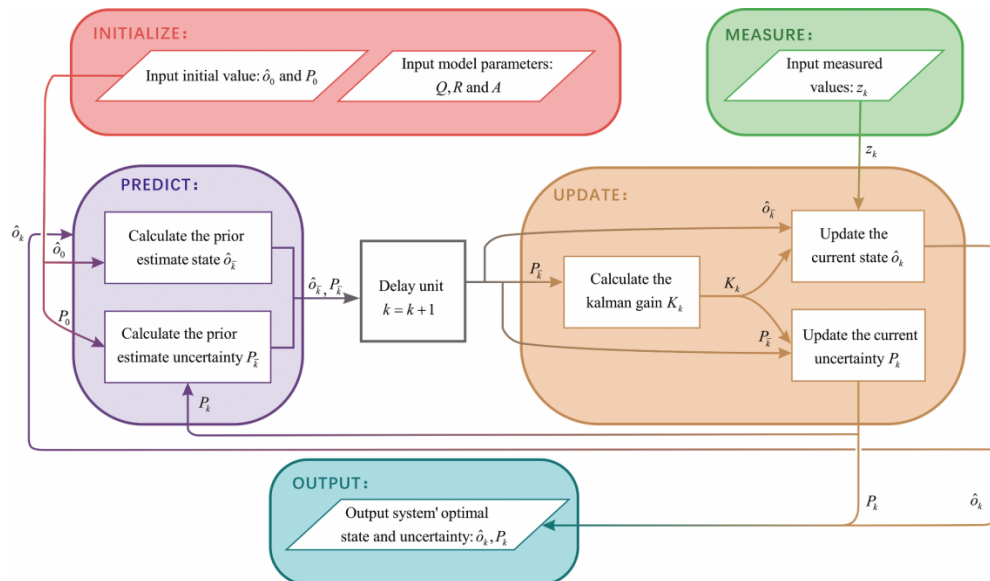 INITIALIZE:
Input initial value: ô₀ and P₀
Input model parameters:
Q, R and A
MEASURE:
Input measured
values: zₖ
zₖ
PREDICT:
ôₖ
ô₀
P₀
Calculate the prior
estimate state ôₖ̄
Calculate the prior
estimate uncertainty Pₖ̄
Pₖ
ôₖ̄, Pₖ̄
Delay unit
k = k + 1
UPDATE:
ôₖ̄
Pₖ̄
Calculate the
kalman gain Kₖ
Kₖ
Pₖ̄
Update the
current state ôₖ
Update the current
uncertainty Pₖ
OUTPUT:
Output system' optimal
state and uncertainty: ôₖ, Pₖ
Pₖ
ôₖ